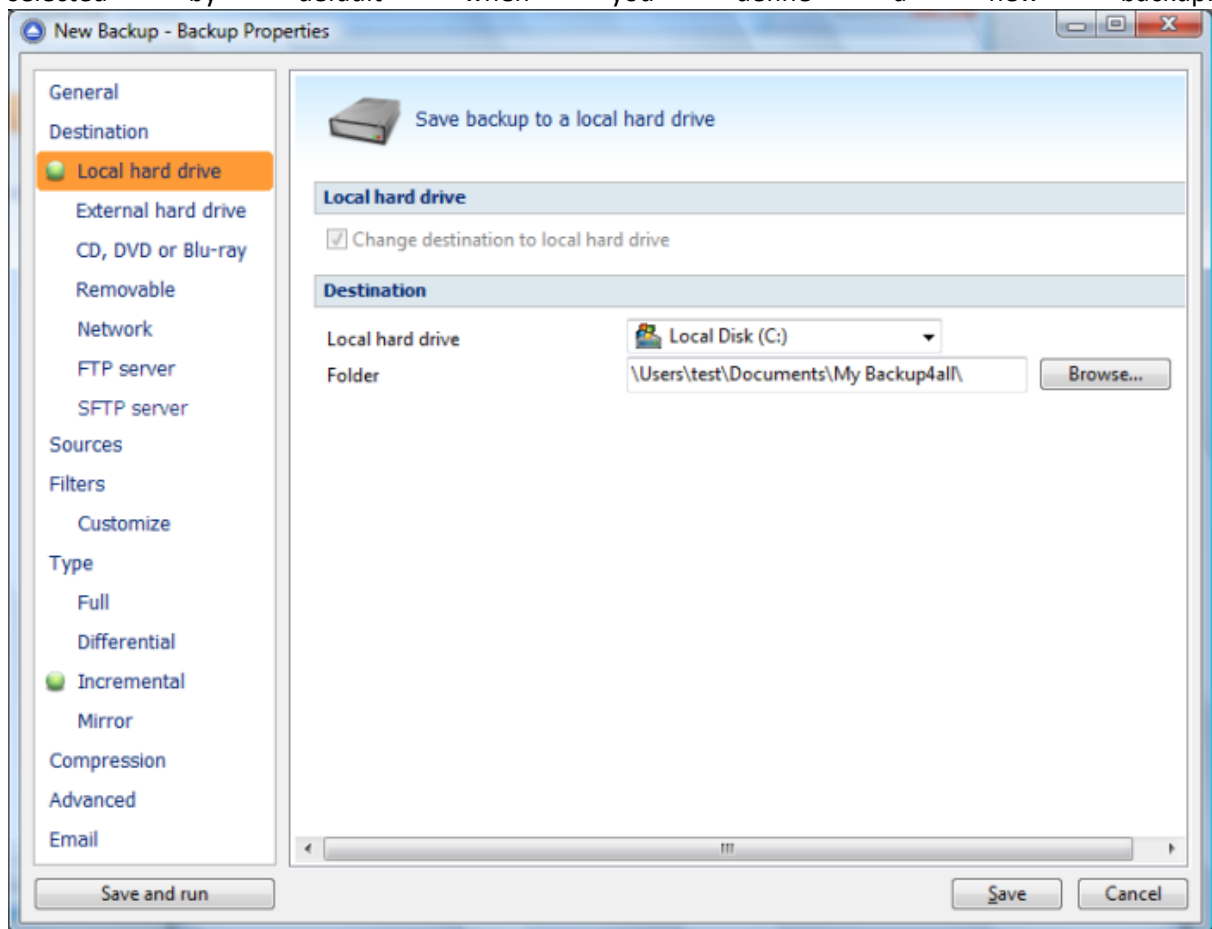 selected by default when you define a new backup.
New Backup - Backup Properties
General
Destination
Local hard drive
External hard drive
CD, DVD or Blu-ray
Removable
Network
FTP server
SFTP server
Sources
Filters
Customize
Type
Full
Differential
Incremental
Mirror
Compression
Advanced
Email
Save backup to a local hard drive
Local hard drive
Change destination to local hard drive
Destination
Local hard drive Local Disk (C:)
Folder \Users\test\Documents\My Backup4all\ Browse...
Save and run Save Cancel